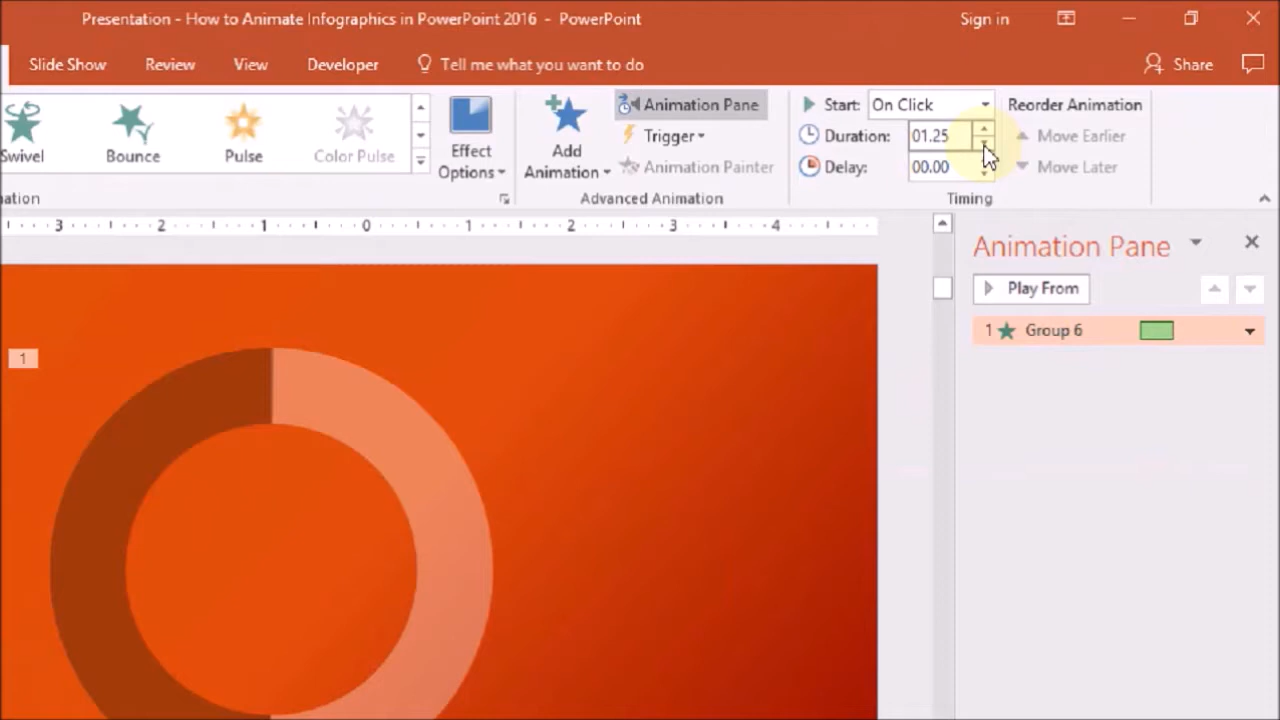 Presentation - How to Animate Infographics in PowerPoint 2016 - PowerPoint
Sign in
Slide Show
Review
View
Developer
Tell me what you want to do
Share
Swivel
Bounce
Pulse
Color Pulse
Effect
Options
Add
Animation
Animation Pane
Trigger
Animation Painter
Start: On Click
Duration: 01.25
Delay: 00.00
Reorder Animation
Move Earlier
Move Later
ation
Advanced Animation
Timing
3 2 1 0 1 2 3 4
Animation Pane
Play From
1 Group 6
1